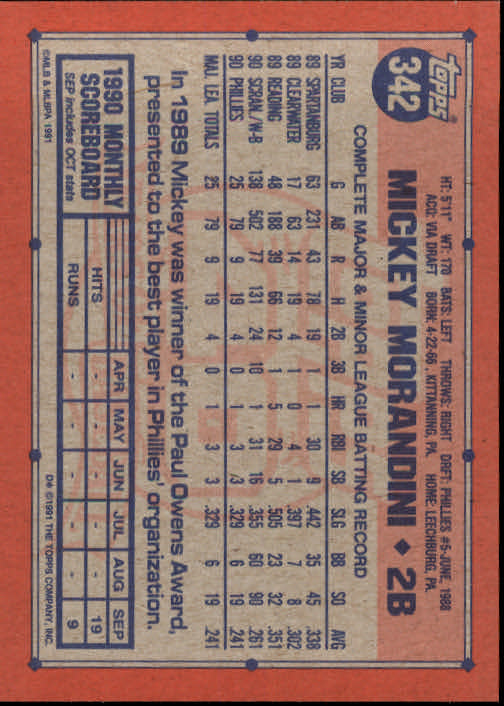 TOPPS
342
HT: 5'11" WT: 170 BATS: LEFT THROWS: RIGHT DRFT: PHILLIES #5-JUNE, 1988
ACQ: VIA DRAFT BORN: 4-22-66, KITTANNING, PA. HOME: LEECHBURG, PA.
MICKEY MORANDINI ◆ 2B
COMPLETE MAJOR & MINOR LEAGUE BATTING RECORD
YR CLUB G AB R H 2B 3B HR RBI SB SLG BB SO AVG
89 SPARTANBURG 63 231 43 78 19 1 1 30 9 .442 35 45 .338
89 CLEARWATER 17 63 14 19 4 1 0 4 1 .397 7 8 .302
89 READING 48 188 39 66 12 1 5 29 5 .505 23 32 .351
90 SCRAN./W-B 138 502 77 131 24 10 1 31 16 .355 60 90 .261
90 PHILLIES 25 79 9 19 4 0 1 3 /3 .329 6 19 .241
MAJ. LEA. TOTALS 25 79 9 19 4 0 1 3 3 .329 6 19 .241
In 1989 Mickey was winner of the Paul Owens Award,
presented to the best player in Phillies' organization.
1990 MONTHLY
SCOREBOARD
SEP includes OCT stats
APR MAY JUN JUL AUG SEP
HITS - - - - - 19
RUNS - - - - - 9
©MLB & MLBPA 1991
D* ©1991 THE TOPPS COMPANY, INC.